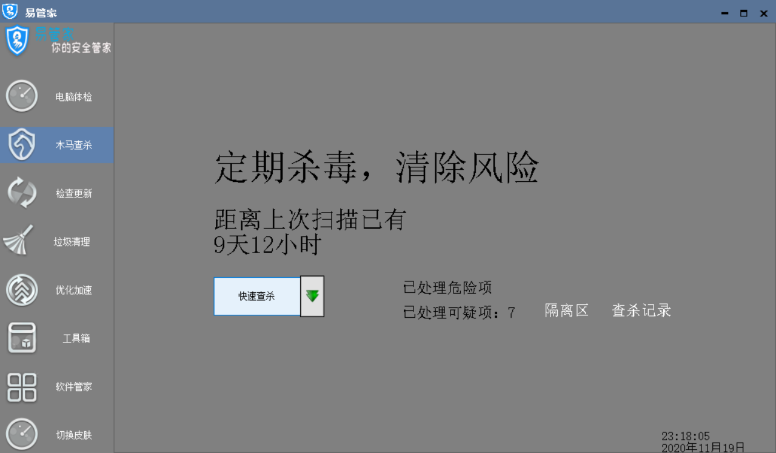 易管家
易管家
你的安全管家
电脑体检
木马查杀
检查更新
垃圾清理
优化加速
工具箱
软件管家
切换皮肤
定期杀毒，清除风险
距离上次扫描已有
9天12小时
快速查杀
已处理危险项
已处理可疑项：7
隔离区 查杀记录
23:18:05
2020年11月19日